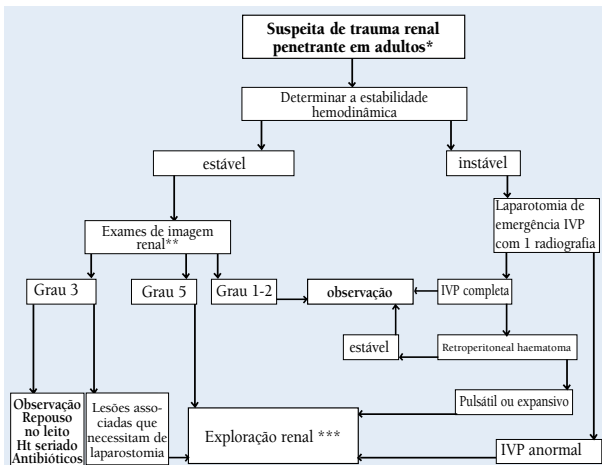 Suspeita de trauma renal
penetrante em adultos*
Determinar a estabilidade
hemodinâmica
estável
instável
Laparotomia de
emergência IVP
com 1 radiografia
Exames de imagem
renal**
Grau 3
Grau 5
Grau 1-2
observação
IVP completa
estável
Retroperitoneal haematoma
Pulsátil ou expansivo
Observação
Repouso
no leito
Ht seriado
Antibióticos
Lesões asso-
ciadas que
necessitam de
laparostomia
Exploração renal ***
IVP anormal